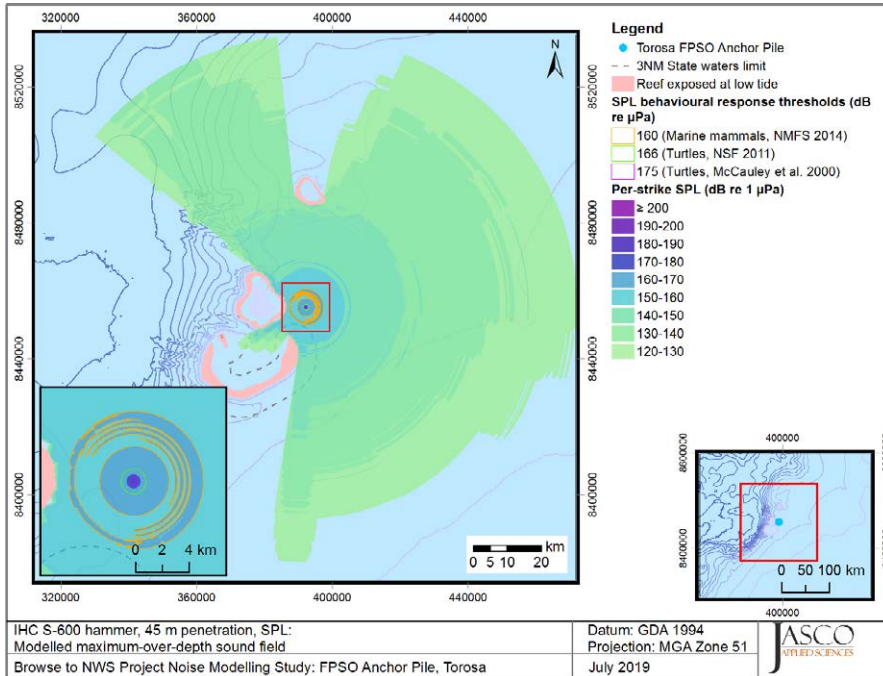 320000 360000 400000 440000
8520000
8480000
8440000
8400000
N
0 2 4 km
km
0 5 10 20
320000 360000 400000 440000
Legend
Torosa FPSO Anchor Pile
3NM State waters limit
Reef exposed at low tide
SPL behavioural response thresholds (dB
re µPa)
160 (Marine mammals, NMFS 2014)
166 (Turtles, NSF 2011)
175 (Turtles, McCauley et al. 2000)
Per-strike SPL (dB re 1 µPa)
≥ 200
190-200
180-190
170-180
160-170
150-160
140-150
130-140
120-130
400000
8600000
8400000
0 50 100 km
400000
IHC S-600 hammer, 45 m penetration, SPL:
Modelled maximum-over-depth sound field
Browse to NWS Project Noise Modelling Study: FPSO Anchor Pile, Torosa
Datum: GDA 1994
Projection: MGA Zone 51
July 2019
JASCO
APPLIED SCIENCES